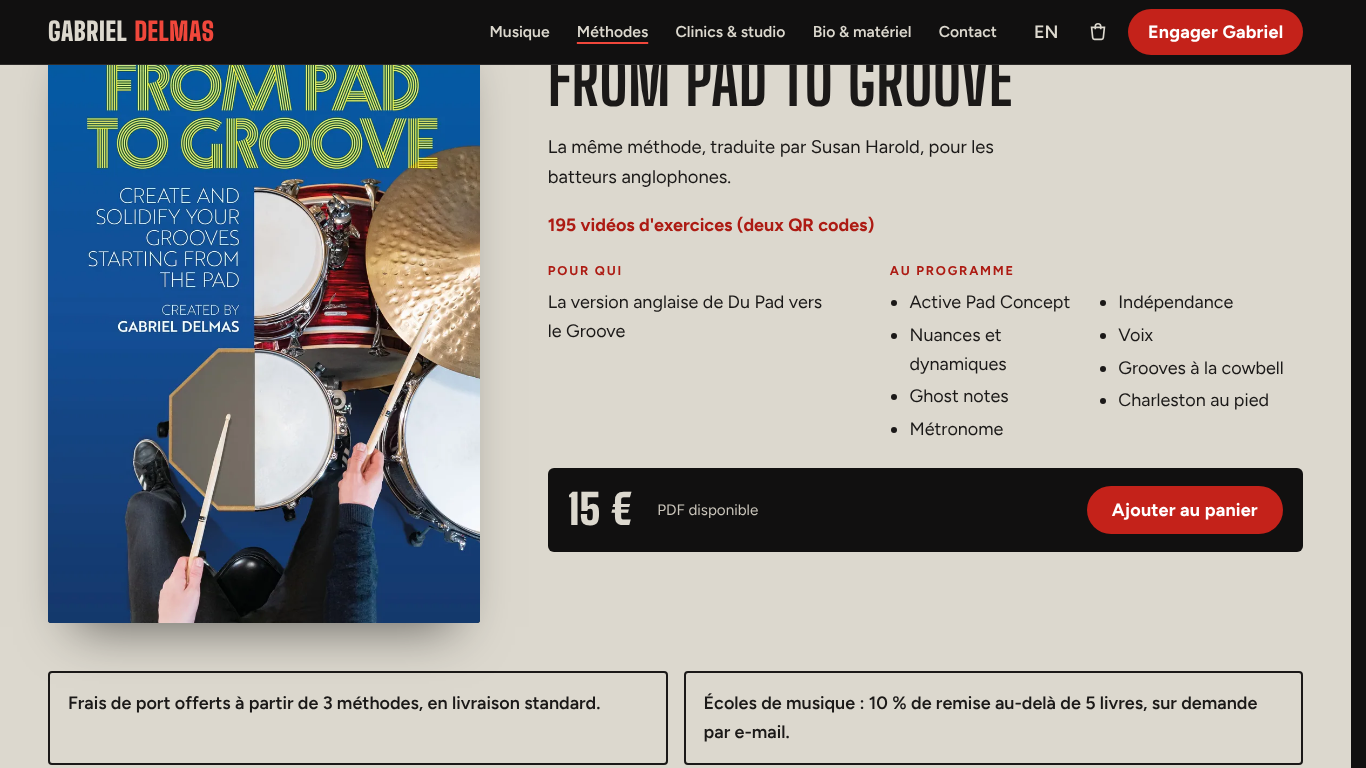 GABRIEL DELMAS
Musique
Méthodes
Clinics & studio
Bio & matériel
Contact
EN
Engager Gabriel
FROM PAD
TO GROOVE
CREATE AND
SOLIDIFY YOUR
GROOVES
STARTING FROM
THE PAD
CREATED BY
GABRIEL DELMAS
FROM PAD TO GROOVE
La même méthode, traduite par Susan Harold, pour les
batteurs anglophones.
195 vidéos d'exercices (deux QR codes)
POUR QUI
La version anglaise de Du Pad vers
le Groove
AU PROGRAMME
Active Pad Concept
Nuances et
dynamiques
Ghost notes
Métronome
Indépendance
Voix
Grooves à la cowbell
Charleston au pied
15 €
PDF disponible
Ajouter au panier
Frais de port offerts à partir de 3 méthodes, en livraison standard.
Écoles de musique : 10 % de remise au-delà de 5 livres, sur demande
par e-mail.